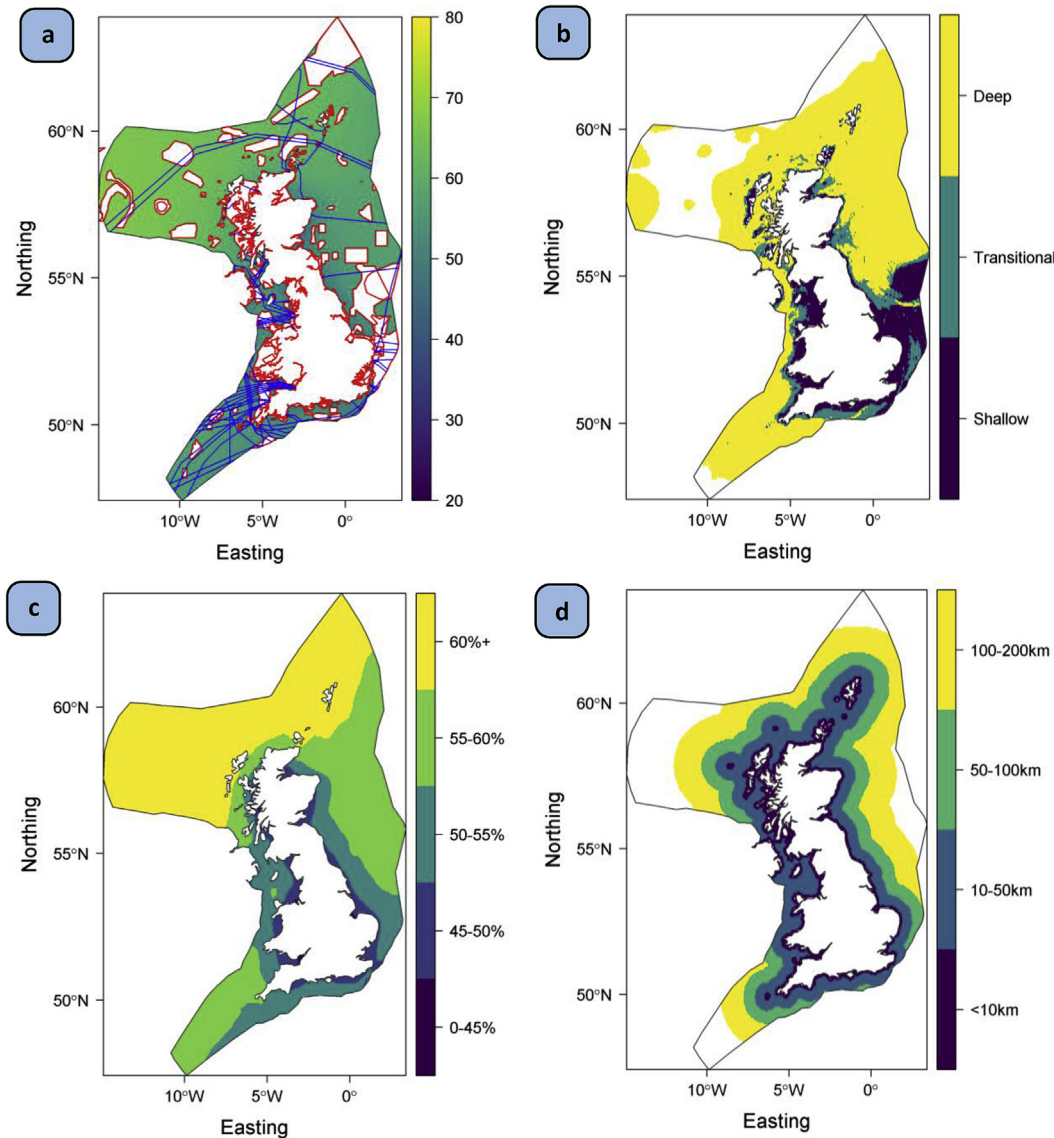 a
80
70
60
50
40
30
20
60°N
55°N
50°N
Northing
10°W
5°W
0°
Easting
b
Deep
Transitional
Shallow
60°N
55°N
50°N
Northing
10°W
5°W
0°
Easting
c
60%+
55-60%
50-55%
45-50%
0-45%
60°N
55°N
50°N
Northing
10°W
5°W
0°
Easting
d
100-200km
50-100km
10-50km
<10km
60°N
55°N
50°N
Northing
10°W
5°W
0°
Easting